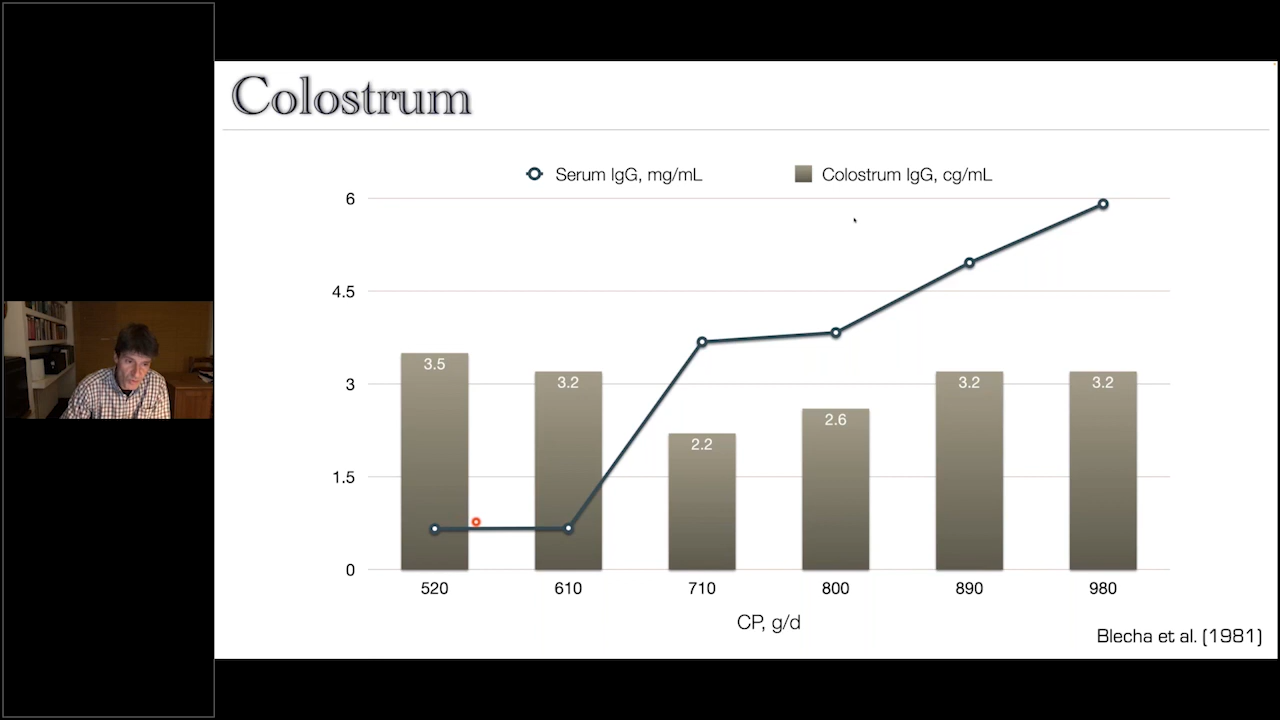 Colostrum
Serum IgG, mg/mL
Colostrum IgG, cg/mL
6
4.5
3
1.5
0
3.5
3.2
2.2
2.6
3.2
3.2
520 610 710 800 890 980
CP, g/d
Blecha et al. (1981)